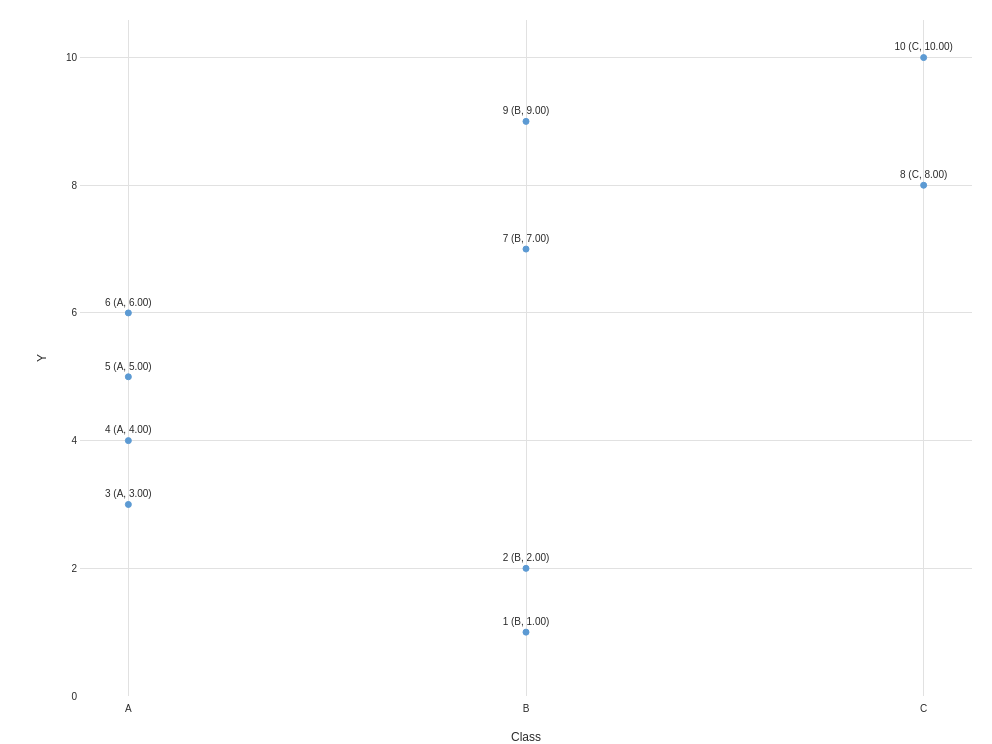 10 (C, 10.00)
10
9 (B, 9.00)
8 (C, 8.00)
8
7 (B, 7.00)
6 (A, 6.00)
6
5 (A, 5.00)
Y
4 (A, 4.00)
4
3 (A, 3.00)
2 (B, 2.00)
2
1 (B, 1.00)
0
A B C
Class